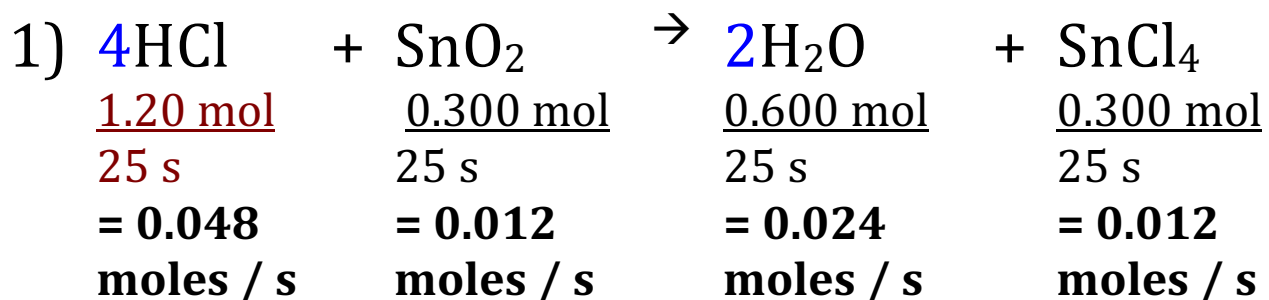 1) 4HCl + SnO₂ → 2H₂O + SnCl₄
1.20 mol 0.300 mol 0.600 mol 0.300 mol
25 s 25 s 25 s 25 s
= 0.048 = 0.012 = 0.024 = 0.012
moles / s moles / s moles / s moles / s